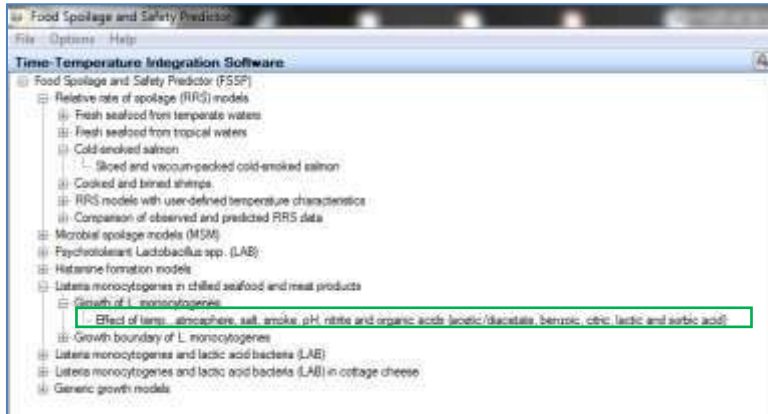 Food Spoilage and Safety Predictor
File Options Help
Time-Temperature Integration Software
Food Spoilage and Safety Predictor (FSSP)
Relative rate of spoilage (RRS) models
Fresh seafood from temperate waters
Fresh seafood from tropical waters
Cold-smoked salmon
Sliced and vaccum-packed cold-smoked salmon
Cooked and brined shrimps
RRS models with user-defined temperature characteristics
Comparison of observed and predicted RRS data
Microbial spoilage models (MSM)
Psychrotolerant Lactobacillus spp. (LAB)
Histamine formation models
Listeria monocytogenes in chilled seafood and meat products
Growth of L. monocytogenes
Effect of temp., atmosphere, salt, smoke, pH, nitrite and organic acids (acetic/diacetate, benzoic, citric, lactic and sorbic acid)
Growth boundary of L. monocytogenes
Listeria monocytogenes and lactic acid bacteria (LAB)
Listeria monocytogenes and lactic acid bacteria (LAB) in cottage cheese
Generic growth models